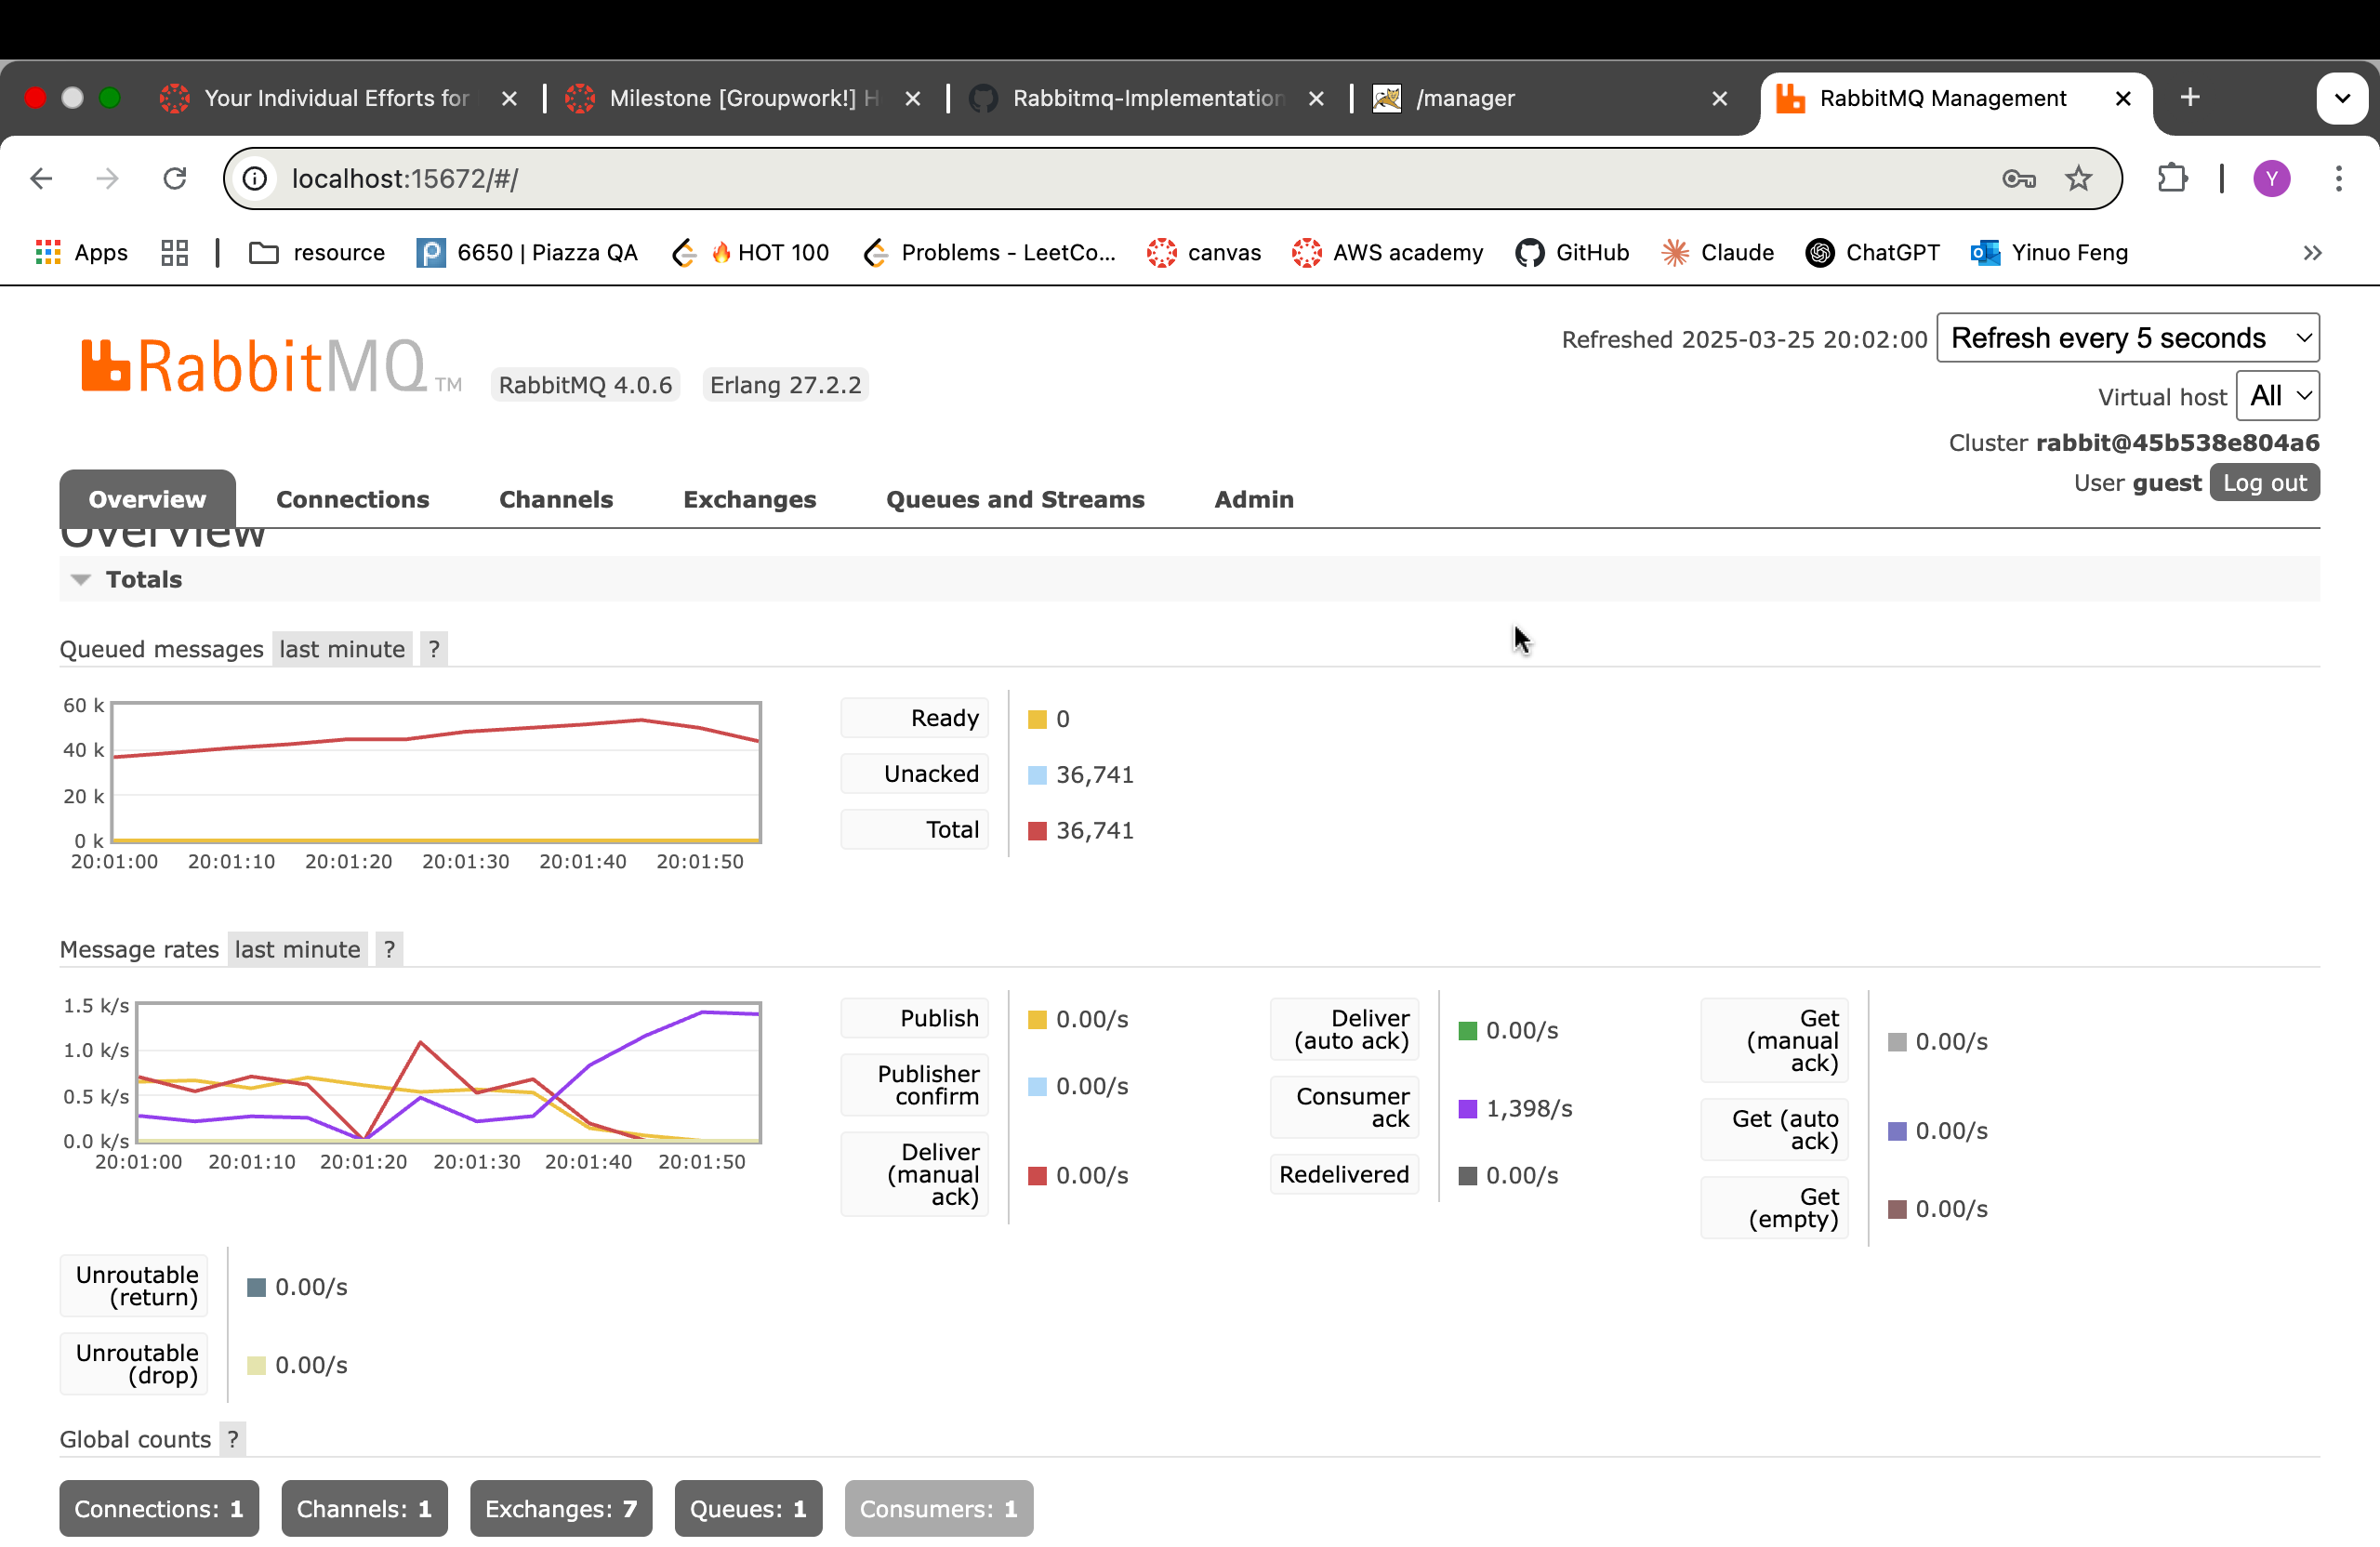 Your Individual Efforts for
Milestone [Groupwork!] H
Rabbitmq-Implementation
/manager
RabbitMQ Management
localhost:15672/#/
Y
Apps
resource
6650 | Piazza QA
HOT 100
Problems - LeetCo...
canvas
AWS academy
GitHub
Claude
ChatGPT
Yinuo Feng
RabbitMQ TM
RabbitMQ 4.0.6
Erlang 27.2.2
Refreshed 2025-03-25 20:02:00
Refresh every 5 seconds
Virtual host All
Cluster rabbit@45b538e804a6
User guest Log out
Overview
Connections
Channels
Exchanges
Queues and Streams
Admin
Overview
Totals
Queued messages last minute ?
60 k
40 k
20 k
0 k
20:01:00 20:01:10 20:01:20 20:01:30 20:01:40 20:01:50
Ready 0
Unacked 36,741
Total 36,741
Message rates last minute ?
1.5 k/s
1.0 k/s
0.5 k/s
0.0 k/s
20:01:00 20:01:10 20:01:20 20:01:30 20:01:40 20:01:50
Publish 0.00/s
Publisher
confirm
0.00/s
Deliver
(manual
ack)
0.00/s
Deliver
(auto ack)
0.00/s
Consumer
ack
1,398/s
Redelivered 0.00/s
Get
(manual
ack)
0.00/s
Get (auto
ack)
0.00/s
Get
(empty)
0.00/s
Unroutable
(return)
0.00/s
Unroutable
(drop)
0.00/s
Global counts ?
Connections: 1
Channels: 1
Exchanges: 7
Queues: 1
Consumers: 1